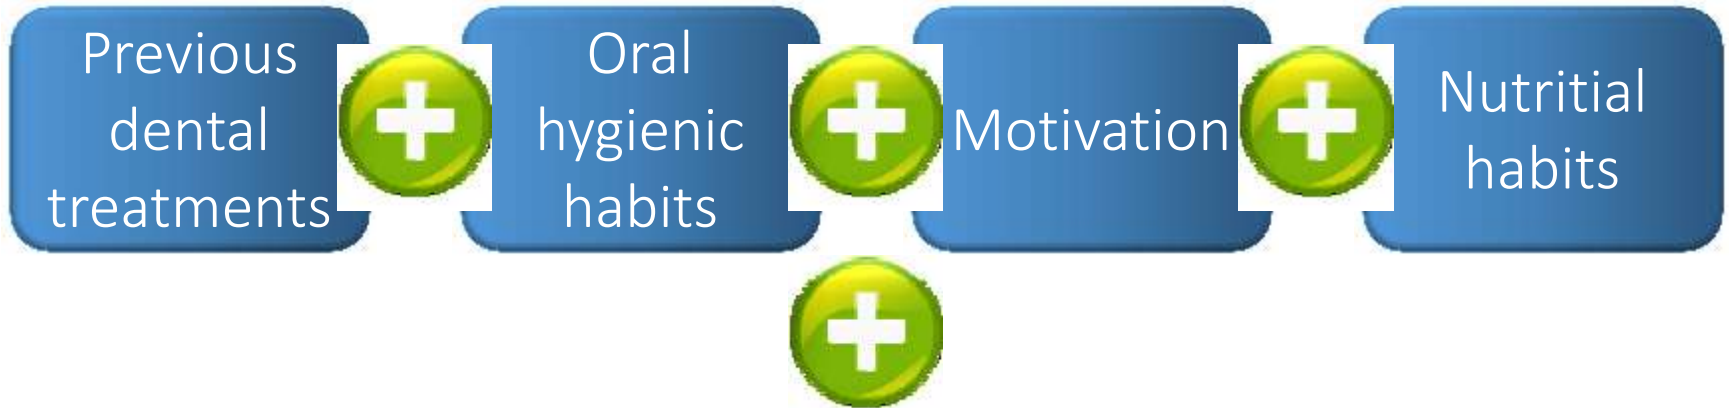 Previous
dental
treatments
Oral
hygienic
habits
Motivation
Nutritial
habits